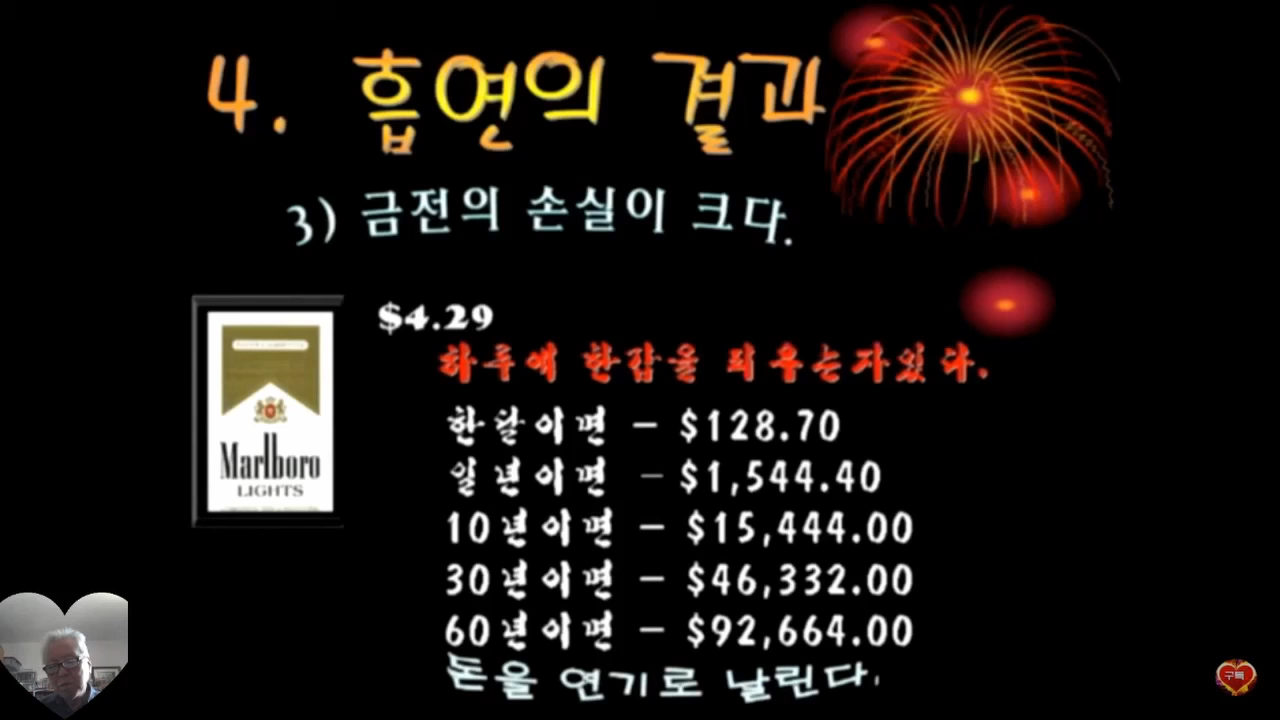 4. 흡연의 결과
3) 금전의 손실이 크다.
$4.29
하루에 한갑을 피우는자있다.
한달이면 - $128.70
일년이면 - $1,544.40
10년이면 - $15,444.00
30년이면 - $46,332.00
60년이면 - $92,664.00
돈을 연기로 날린다.
Marlboro
LIGHTS
구독